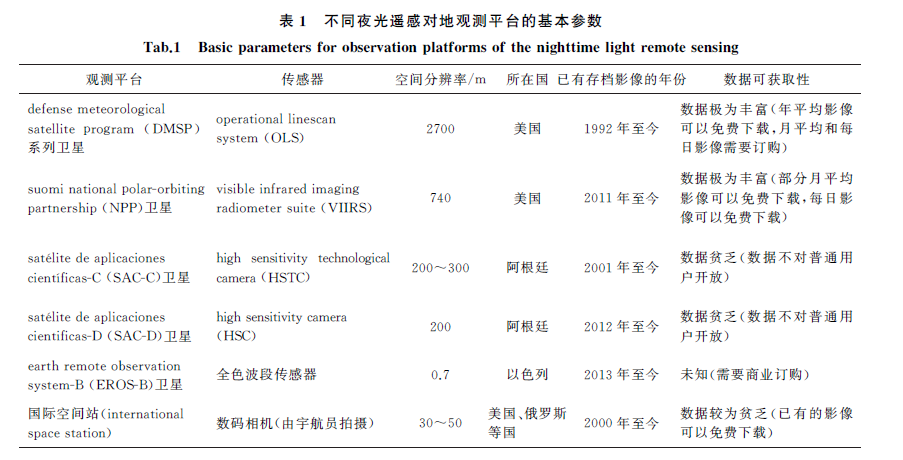 表 1 不同夜光遥感对地观测平台的基本参数
Tab.1 Basic parameters for observation platforms of the nighttime light remote sensing
观测平台 传感器 空间分辨率/m 所在国 已有存档影像的年份 数据可获取性
defense meteorological
satellite program (DMSP)
系列卫星
operational linescan
system (OLS)
2700
美国
1992 年至今
数据极为丰富(年平均影像
可以免费下载,月平均和每
日影像需要订购)
suomi national polar-orbiting
partnership (NPP)卫星
visible infrared imaging
radiometer suite (VIIRS)
740
美国
2011 年至今
数据极为丰富(部分月平均
影像可以免费下载,每日影
像可以免费下载)
satélite de aplicaciones
científicas-C (SAC-C)卫星
high sensitivity technological
camera (HSTC)
200~300
阿根廷
2001 年至今
数据贫乏(数据不对普通用
户开放)
satélite de aplicaciones
cientificas-D (SAC-D)卫星
high sensitivity camera
(HSC)
200
阿根廷
2012 年至今
数据贫乏(数据不对普通用
户开放)
earth remote observation
system-B (EROS-B)卫星
全色波段传感器
0.7
以色列
2013 年至今
未知(需要商业订购)
国际空间站(international
space station)
数码相机(由宇航员拍摄)
30~50
美国、俄罗斯
等国
2000 年至今
数据较为贫乏(已有的影像
可以免费下载)